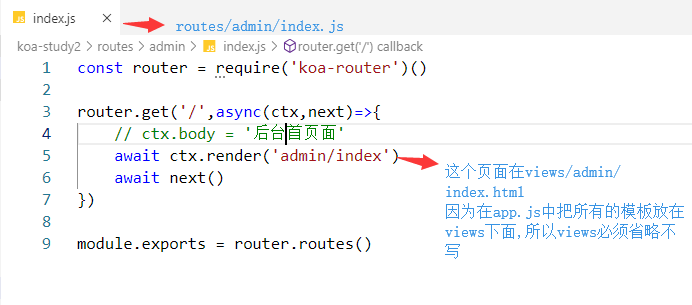 index.js
routes/admin/index.js
koa-study2 > routes > admin > index.js > router.get('/') callback
1 const router = require('koa-router')()
2
3 router.get('/',async(ctx,next)=>{
4 // ctx.body = '后台首页面'
5 await ctx.render('admin/index')
6 await next()
7 })
8
9 module.exports = router.routes()
这个页面在views/admin/
index.html
因为在app.js中把所有的模板放在
views下面,所以views必须省略不
写